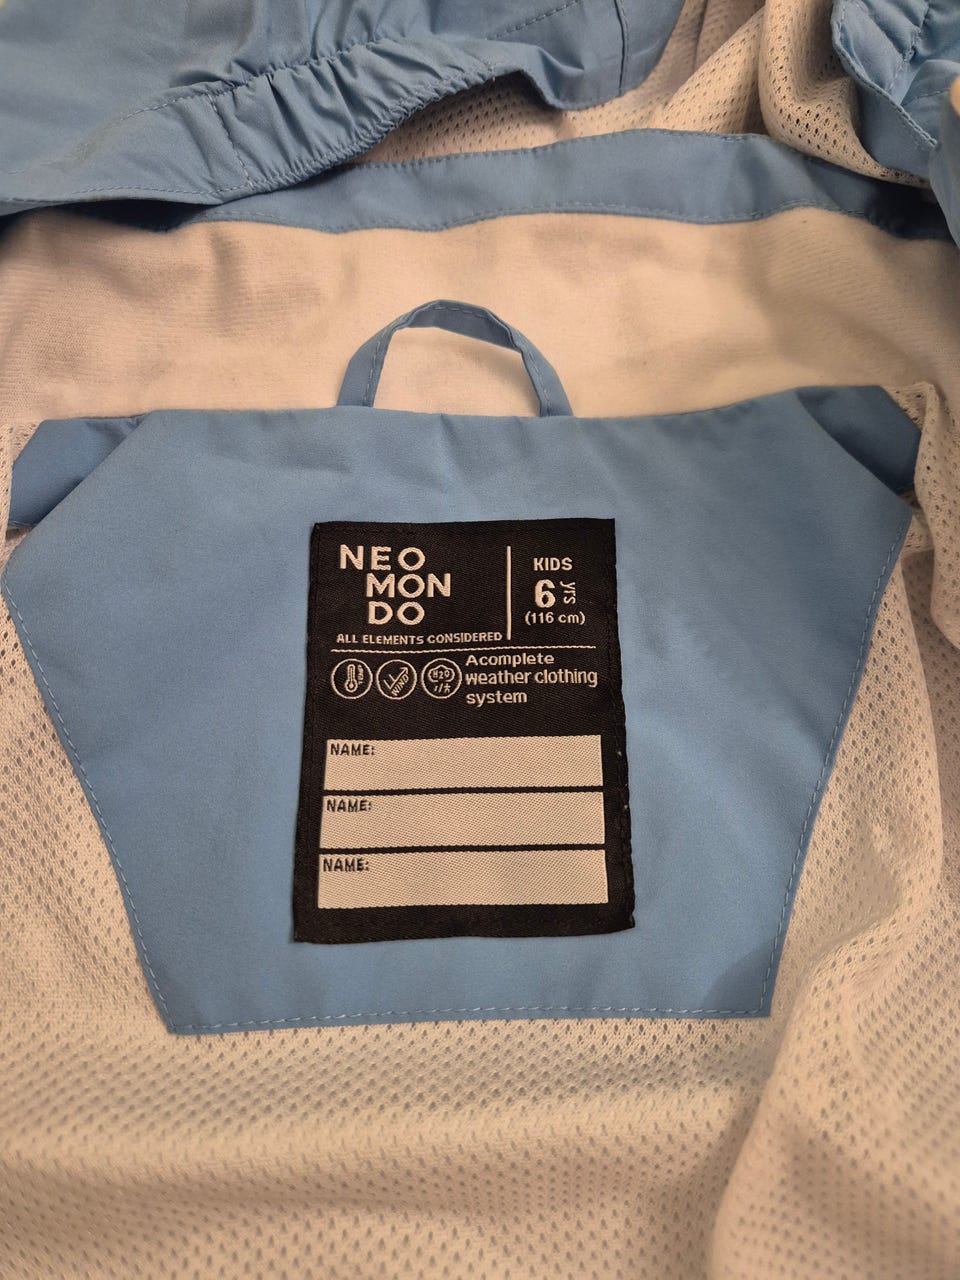 NEO
MON
DO
ALL ELEMENTS CONSIDERED
KIDS
6 yrs
(116 cm)
WIND
H2O
Acomplete
weather clothing
system
NAME:
NAME:
NAME: